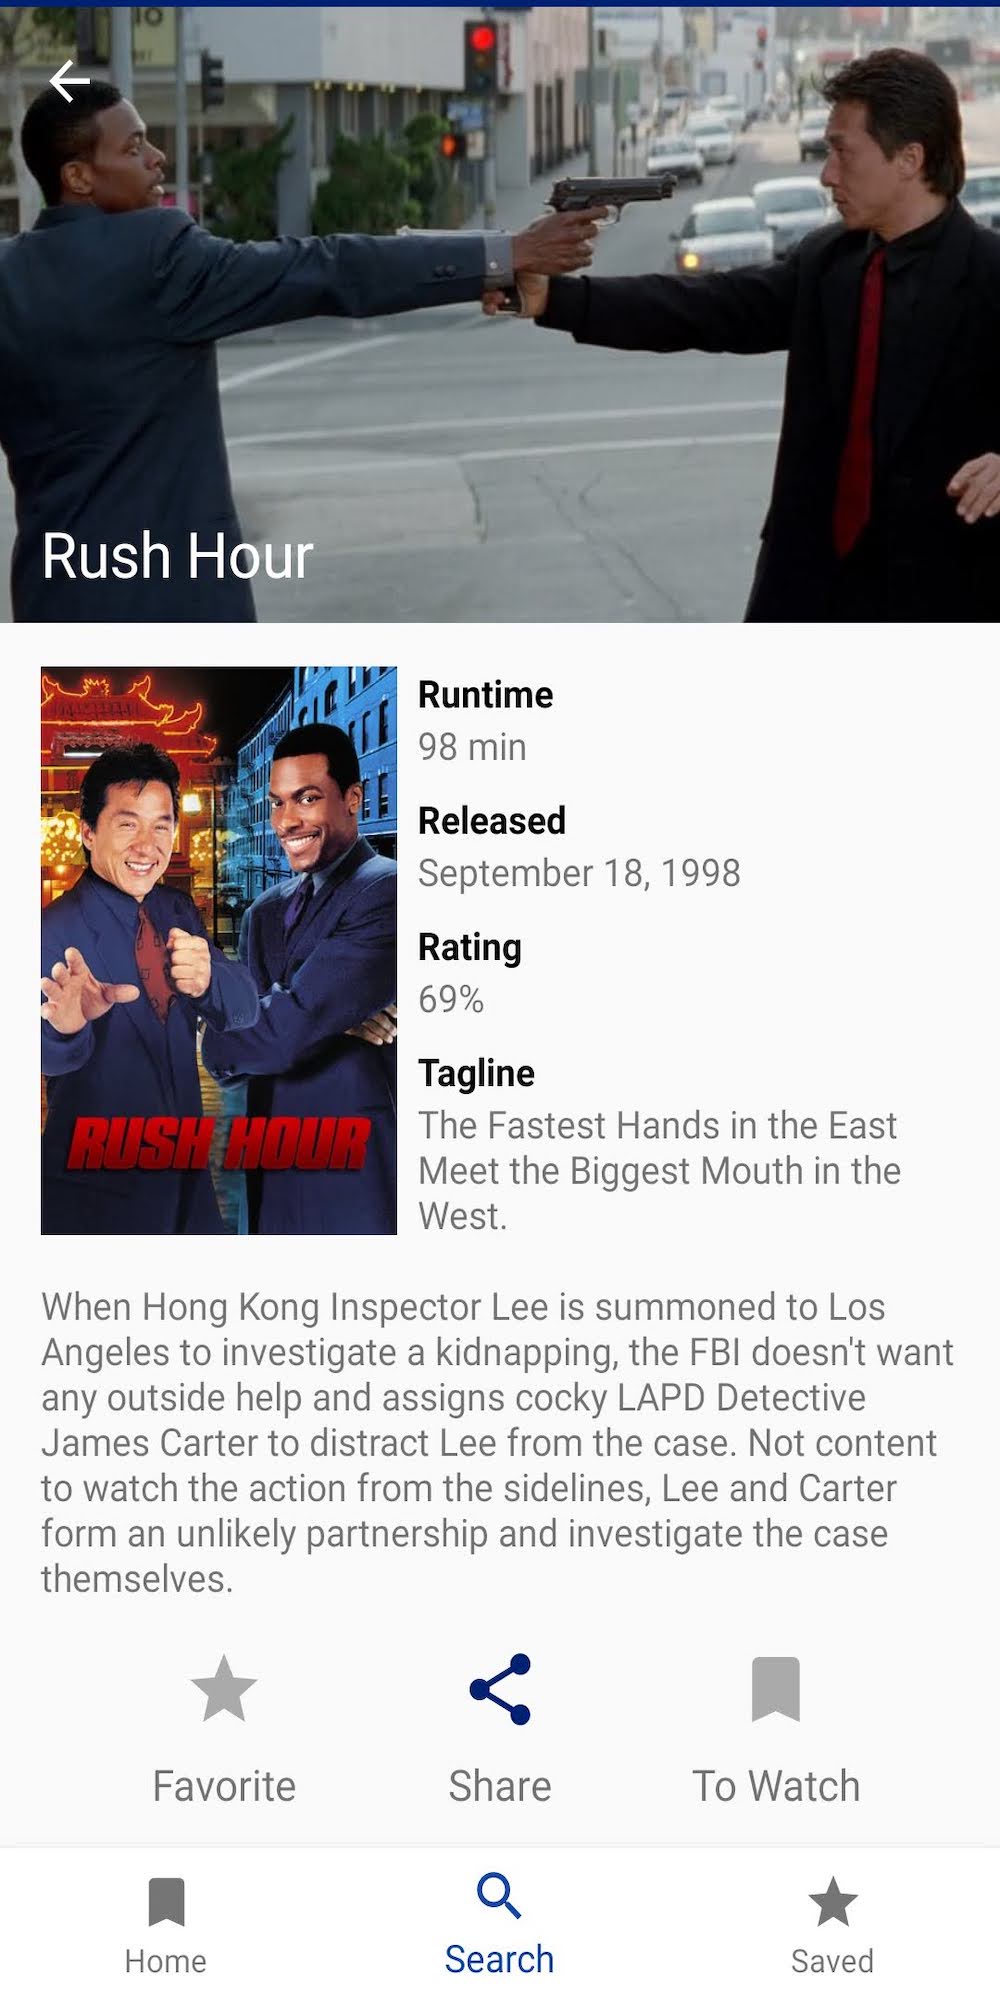 Rush Hour
RUSH HOUR
Runtime
98 min
Released
September 18, 1998
Rating
69%
Tagline
The Fastest Hands in the East
Meet the Biggest Mouth in the
West.
When Hong Kong Inspector Lee is summoned to Los
Angeles to investigate a kidnapping, the FBI doesn't want
any outside help and assigns cocky LAPD Detective
James Carter to distract Lee from the case. Not content
to watch the action from the sidelines, Lee and Carter
form an unlikely partnership and investigate the case
themselves.
Favorite
Share
To Watch
Home
Search
Saved